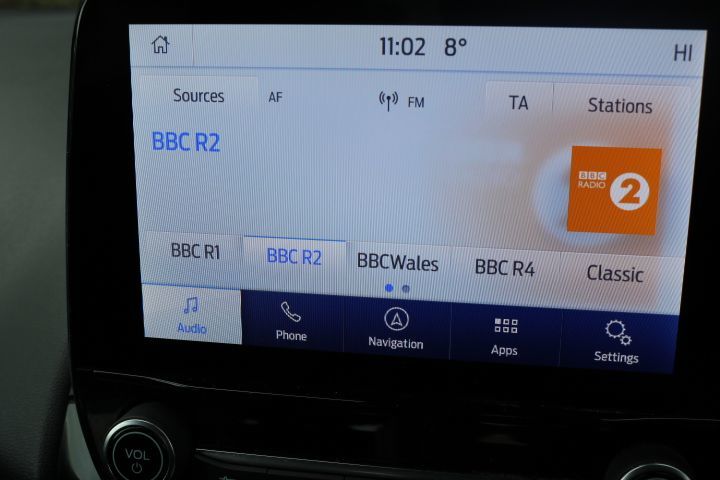 11:02 8° HI
Sources AF FM TA Stations
BBC R2
BBC
RADIO 2
BBC R1 BBC R2 BBCWales BBC R4 Classic
Audio Phone Navigation Apps Settings
VOL